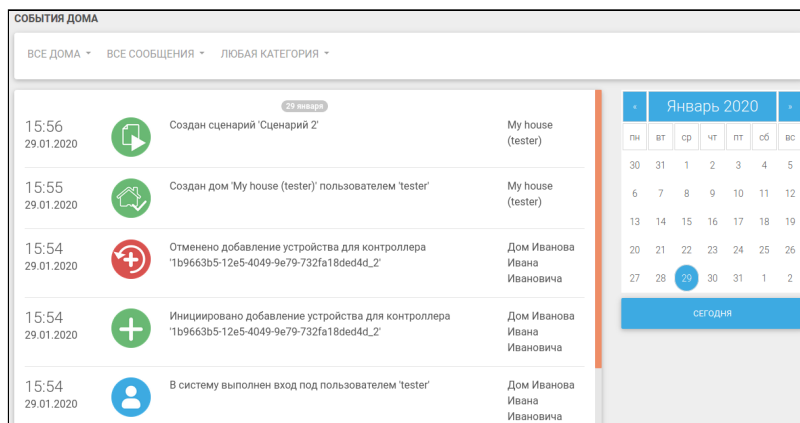 СОБЫТИЯ ДОМА
ВСЕ ДОМА ВСЕ СООБЩЕНИЯ ЛЮБАЯ КАТЕГОРИЯ
29 января
15:56
29.01.2020
Создан сценарий 'Сценарий 2'
My house
(tester)
15:55
29.01.2020
Создан дом 'My house (tester)' пользователем 'tester'
My house
(tester)
15:54
29.01.2020
Отменено добавление устройства для контроллера
'1b9663b5-12e5-4049-9e79-732fa18ded4d_2'
Дом Иванова
Ивана
Ивановича
15:54
29.01.2020
Инициировано добавление устройства для контроллера
'1b9663b5-12e5-4049-9e79-732fa18ded4d_2'
Дом Иванова
Ивана
Ивановича
15:54
29.01.2020
В систему выполнен вход под пользователем 'tester'
Дом Иванова
Ивана
Ивановича
« Январь 2020 »
пн вт ср чт пт сб вс
30 31 1 2 3 4 5
6 7 8 9 10 11 12
13 14 15 16 17 18 19
20 21 22 23 24 25 26
27 28 29 30 31 1 2
СЕГОДНЯ